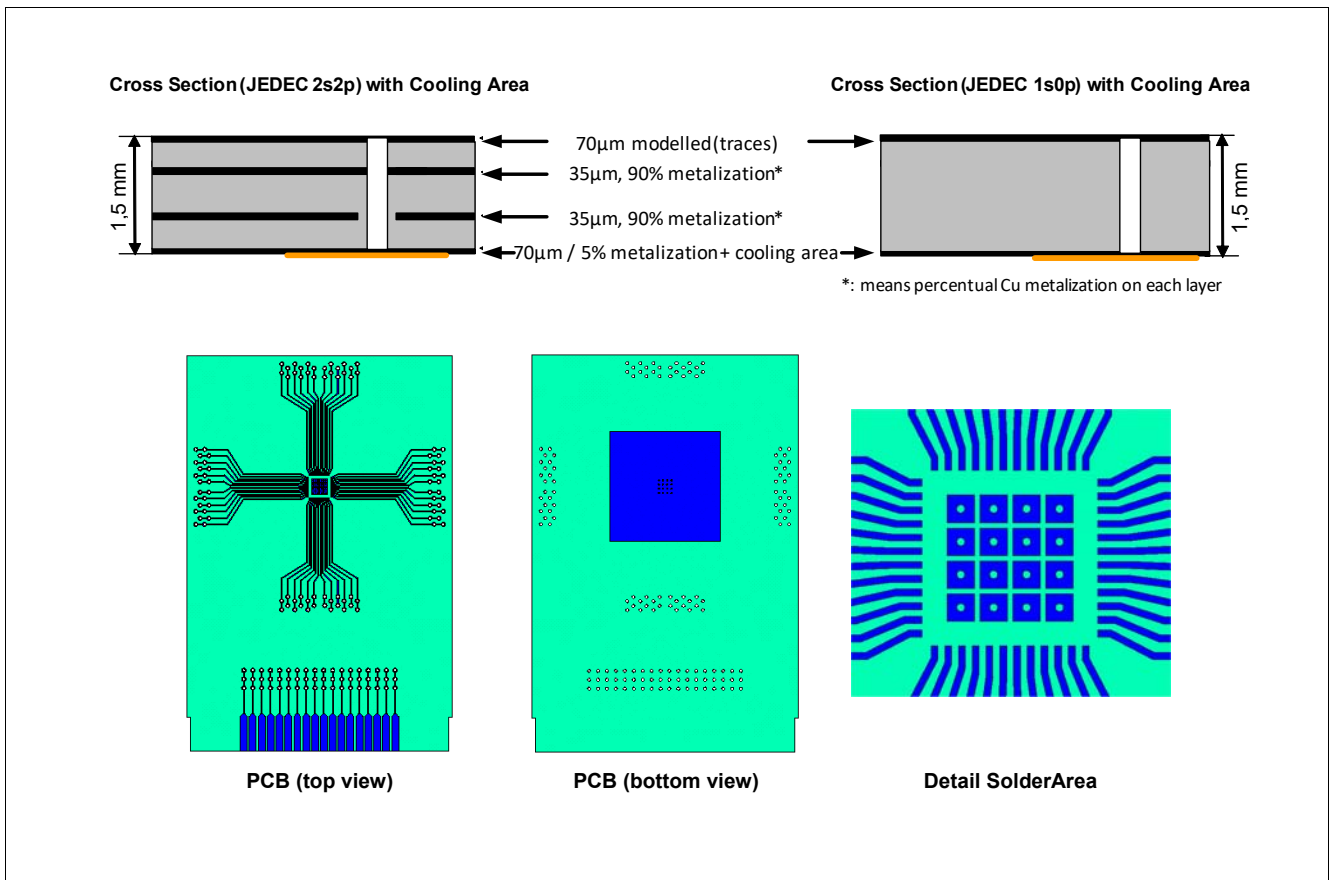 Cross Section (JEDEC 2s2p) with Cooling Area
Cross Section (JEDEC 1s0p) with Cooling Area
1,5 mm
70µm modelled (traces)
35µm, 90% metalization*
35µm, 90% metalization*
70µm / 5% metalization + cooling area
1,5 mm
*: means percentual Cu metalization on each layer
PCB (top view)
PCB (bottom view)
Detail SolderArea